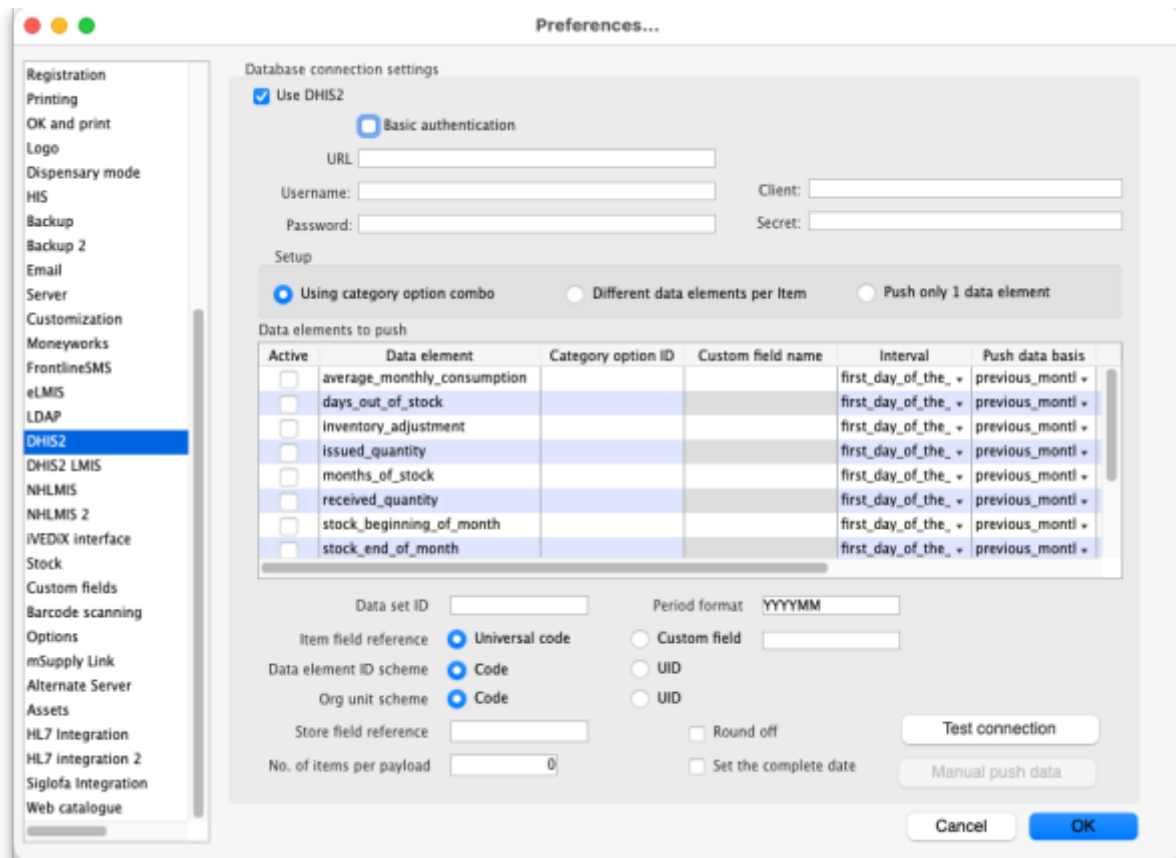 Preferences...
Registration
Printing
OK and print
Logo
Dispensary mode
HIS
Backup
Backup 2
Email
Server
Customization
Moneyworks
FrontlineSMS
eLMIS
LDAP
DHIS2
DHIS2 LMIS
NHLMIS
NHLMIS 2
iVEDiX interface
Stock
Custom fields
Barcode scanning
Options
mSupply Link
Alternate Server
Assets
HL7 Integration
HL7 integration 2
Siglofa Integration
Web catalogue
Database connection settings
Use DHIS2
Basic authentication
URL
Username: Client:
Password: Secret:
Setup
Using category option combo Different data elements per Item Push only 1 data element
Data elements to push
Active Data element Category option ID Custom field name Interval Push data basis
average_monthly_consumption first_day_of_the_ previous_montl
days_out_of_stock first_day_of_the_ previous_montl
inventory_adjustment first_day_of_the_ previous_montl
issued_quantity first_day_of_the_ previous_montl
months_of_stock first_day_of_the_ previous_montl
received_quantity first_day_of_the_ previous_montl
stock_beginning_of_month first_day_of_the_ previous_montl
stock_end_of_month first_day_of_the_ previous_montl
Data set ID Period format YYYYMM
Item field reference Universal code Custom field
Data element ID scheme Code UID
Org unit scheme Code UID
Store field reference Round off Test connection
No. of items per payload 0 Set the complete date Manual push data
Cancel OK